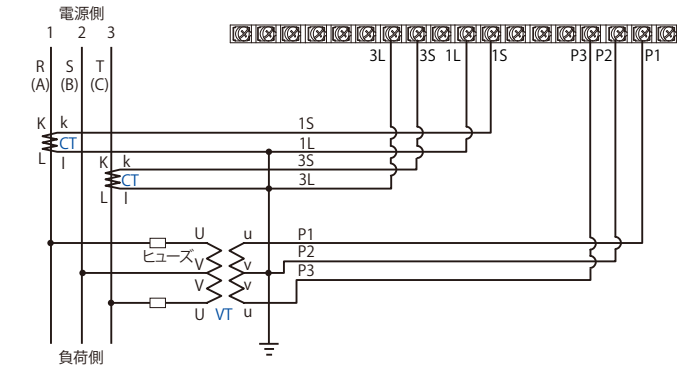 電源側
1 2 3
R S T
(A) (B) (C)
3L 3S 1L 1S P3 P2 P1
K k 1S
CT
L l 1L
K k 3S
CT
L l 3L
U u P1
ヒューズ
V v P2
V v P3
U VT u
負荷側